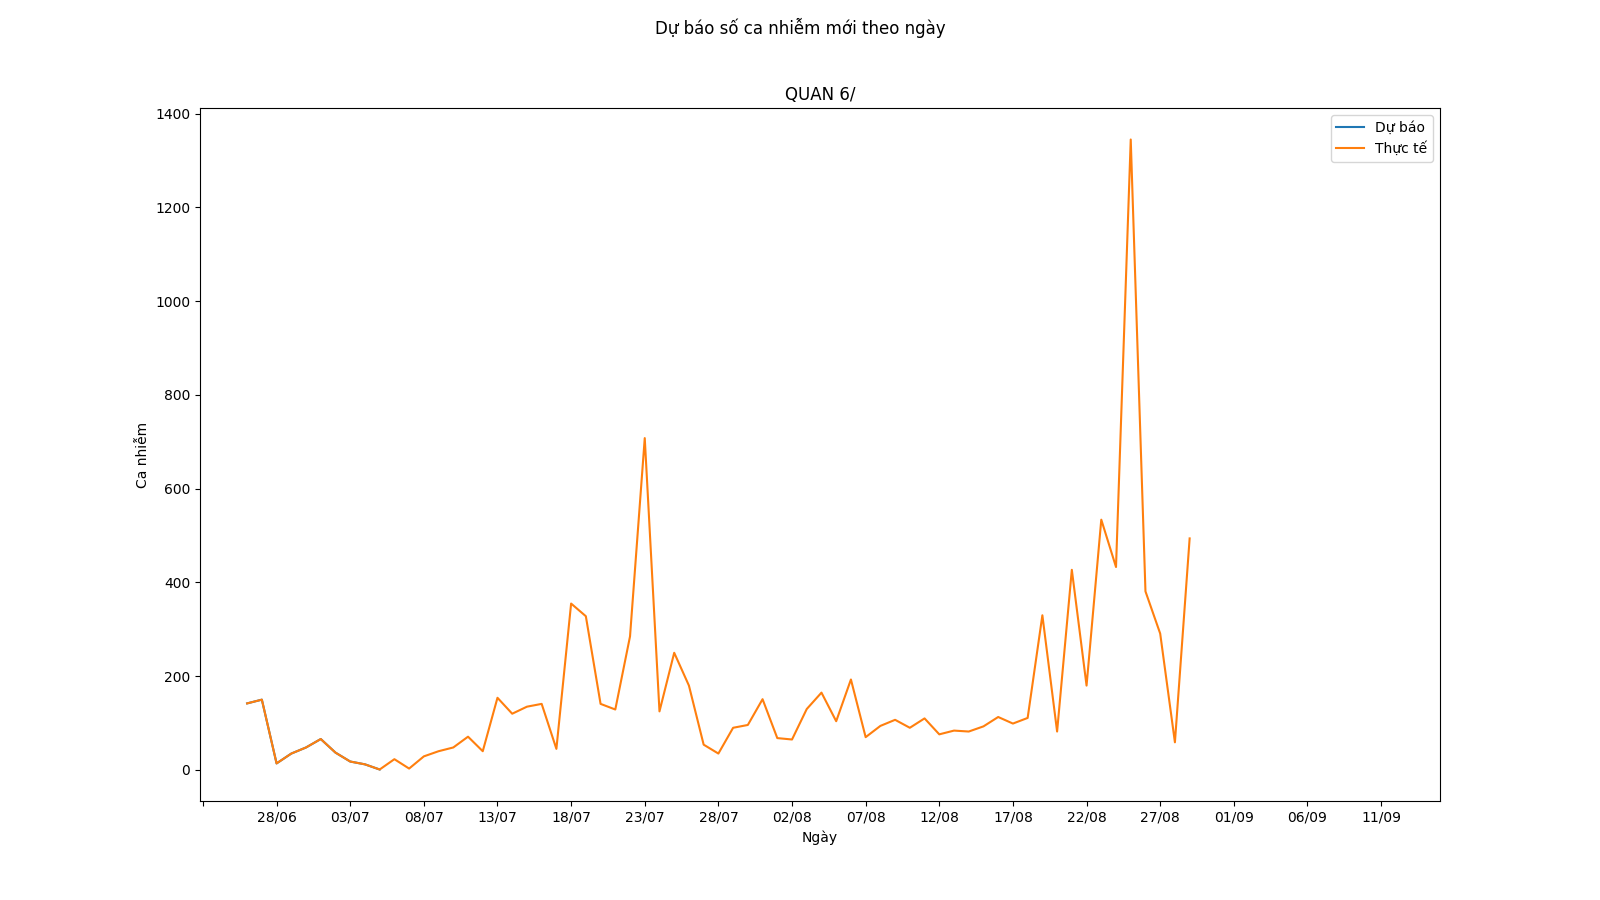 Dự báo số ca nhiễm mới theo ngày
QUAN 6/
Dự báo
Thực tế
1400
1200
1000
800
600
400
200
0
Ca nhiễm
28/06 03/07 08/07 13/07 18/07 23/07 28/07 02/08 07/08 12/08 17/08 22/08 27/08 01/09 06/09 11/09
Ngày